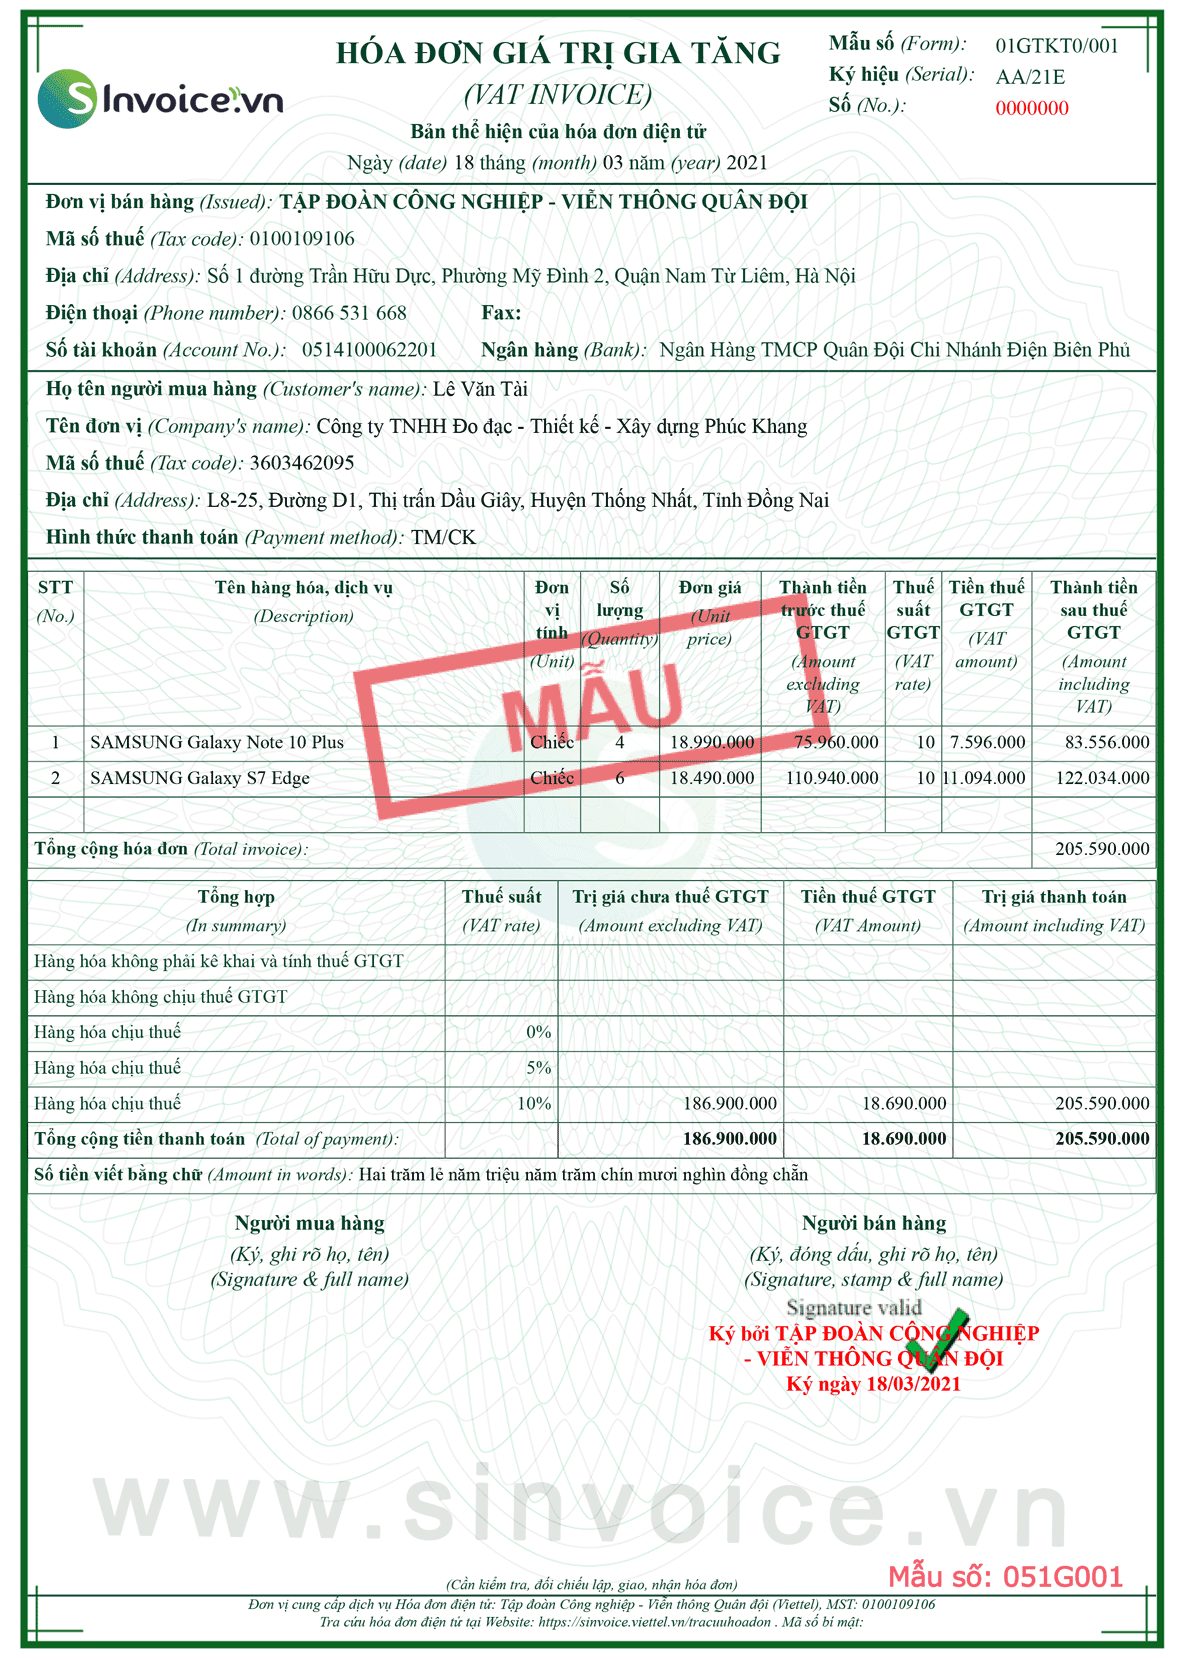 HÓA ĐƠN GIÁ TRỊ GIA TĂNG
(VAT INVOICE)
Bản thể hiện của hóa đơn điện tử
Ngày (date) 18 tháng (month) 03 năm (year) 2021
SInvoice.vn
Mẫu số (Form): 01GTKT0/001
Ký hiệu (Serial): AA/21E
Số (No.): 0000000
Đơn vị bán hàng (Issued): TẬP ĐOÀN CÔNG NGHIỆP - VIỄN THÔNG QUÂN ĐỘI
Mã số thuế (Tax code): 0100109106
Địa chỉ (Address): Số 1 đường Trần Hữu Dực, Phường Mỹ Đình 2, Quận Nam Từ Liêm, Hà Nội
Điện thoại (Phone number): 0866 531 668 Fax:
Số tài khoản (Account No.): 0514100062201 Ngân hàng (Bank): Ngân Hàng TMCP Quân Đội Chi Nhánh Điện Biên Phủ
Họ tên người mua hàng (Customer's name): Lê Văn Tài
Tên đơn vị (Company's name): Công ty TNHH Đo đạc - Thiết kế - Xây dựng Phúc Khang
Mã số thuế (Tax code): 3603462095
Địa chỉ (Address): L8-25, Đường D1, Thị trấn Dầu Giây, Huyện Thống Nhất, Tỉnh Đồng Nai
Hình thức thanh toán (Payment method): TM/CK
STT (No.) Tên hàng hóa, dịch vụ (Description) Đơn vị tính (Unit) Số lượng (Quantity) Đơn giá (Unit price) Thành tiền trước thuế GTGT (Amount excluding VAT) Thuế suất GTGT (VAT rate) Tiền thuế GTGT (VAT amount) Thành tiền sau thuế GTGT (Amount including VAT)
MẪU
1 SAMSUNG Galaxy Note 10 Plus Chiếc 4 18.990.000 75.960.000 10 7.596.000 83.556.000
2 SAMSUNG Galaxy S7 Edge Chiếc 6 18.490.000 110.940.000 10 11.094.000 122.034.000
Tổng cộng hóa đơn (Total invoice): 205.590.000
Tổng hợp Thuế suất Trị giá chưa thuế GTGT Tiền thuế GTGT Trị giá thanh toán
(In summary) (VAT rate) (Amount excluding VAT) (VAT Amount) (Amount including VAT)
Hàng hóa không phải kê khai và tính thuế GTGT
Hàng hóa không chịu thuế GTGT
Hàng hóa chịu thuế 0%
Hàng hóa chịu thuế 5%
Hàng hóa chịu thuế 10% 186.900.000 18.690.000 205.590.000
Tổng cộng tiền thanh toán (Total of payment): 186.900.000 18.690.000 205.590.000
Số tiền viết bằng chữ (Amount in words): Hai trăm lẻ năm triệu năm trăm chín mươi nghìn đồng chẵn
Người mua hàng Người bán hàng
(Ký, ghi rõ họ, tên) (Ký, đóng dấu, ghi rõ họ, tên)
(Signature & full name) (Signature, stamp & full name)
Signature valid
Ký bởi TẬP ĐOÀN CÔNG NGHIỆP
- VIỄN THÔNG QUÂN ĐỘI
Ký ngày 18/03/2021
www.sinvoice.vn
Mẫu số: 051G001
(Cần kiểm tra, đối chiếu lập, giao, nhận hóa đơn)
Đơn vị cung cấp dịch vụ Hóa đơn điện tử: Tập đoàn Công nghiệp - Viễn thông Quân đội (Viettel), MST: 0100109106
Tra cứu hóa đơn điện tử tại Website: https://sinvoice.viettel.vn/tracuuhoadon . Mã số bí mật: